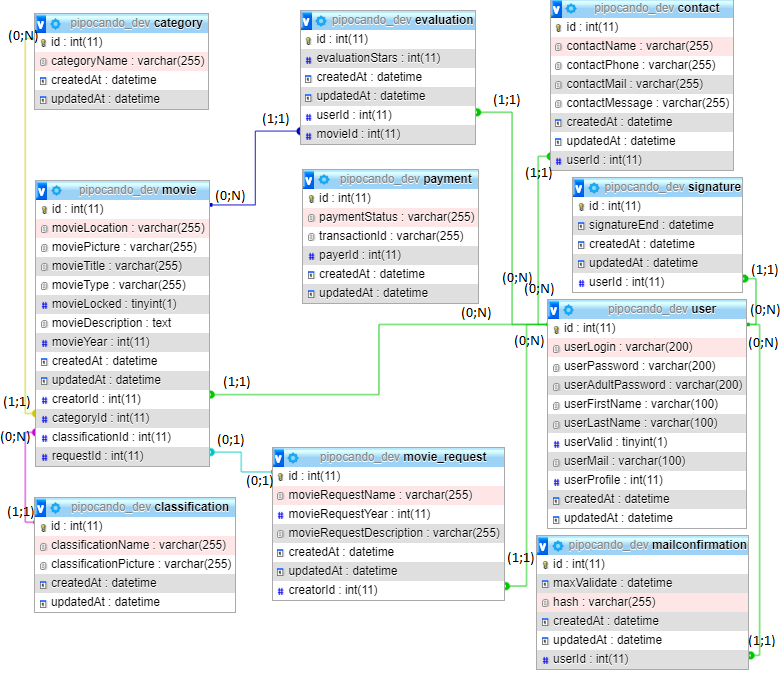 pipocando_dev category
id : int(11)
categoryName : varchar(255)
createdAt : datetime
updatedAt : datetime
(0;N)
pipocando_dev evaluation
id : int(11)
evaluationStars : int(11)
createdAt : datetime
updatedAt : datetime
userId : int(11)
movieId : int(11)
(1;1)
(1;1)
pipocando_dev contact
id : int(11)
contactName : varchar(255)
contactPhone : varchar(255)
contactMail : varchar(255)
contactMessage : varchar(255)
createdAt : datetime
updatedAt : datetime
userId : int(11)
(1;1)
pipocando_dev movie
id : int(11)
movieLocation : varchar(255)
moviePicture : varchar(255)
movieTitle : varchar(255)
movieType : varchar(255)
movieLocked : tinyint(1)
movieDescription : text
movieYear : int(11)
createdAt : datetime
updatedAt : datetime
creatorId : int(11)
categoryId : int(11)
classificationId : int(11)
requestId : int(11)
(0;N)
(1;1)
(1;1)
(0;N)
(0;1)
pipocando_dev payment
id : int(11)
paymentStatus : varchar(255)
transactionId : varchar(255)
payerId : int(11)
createdAt : datetime
updatedAt : datetime
pipocando_dev signature
id : int(11)
signatureEnd : datetime
createdAt : datetime
updatedAt : datetime
userId : int(11)
(1;1)
(0;N)
(0;N)
(0;N)
(0;N)
(0;N)
(0;N)
pipocando_dev user
id : int(11)
userLogin : varchar(200)
userPassword : varchar(200)
userAdultPassword : varchar(200)
userFirstName : varchar(100)
userLastName : varchar(100)
userValid : tinyint(1)
userMail : varchar(100)
userProfile : int(11)
createdAt : datetime
updatedAt : datetime
pipocando_dev movie_request
id : int(11)
movieRequestName : varchar(255)
movieRequestYear : int(11)
movieRequestDescription : varchar(255)
createdAt : datetime
updatedAt : datetime
creatorId : int(11)
(0;1)
(1;1)
pipocando_dev classification
id : int(11)
classificationName : varchar(255)
classificationPicture : varchar(255)
createdAt : datetime
updatedAt : datetime
(1;1)
pipocando_dev mailconfirmation
id : int(11)
maxValidate : datetime
hash : varchar(255)
createdAt : datetime
updatedAt : datetime
userId : int(11)
(1;1)